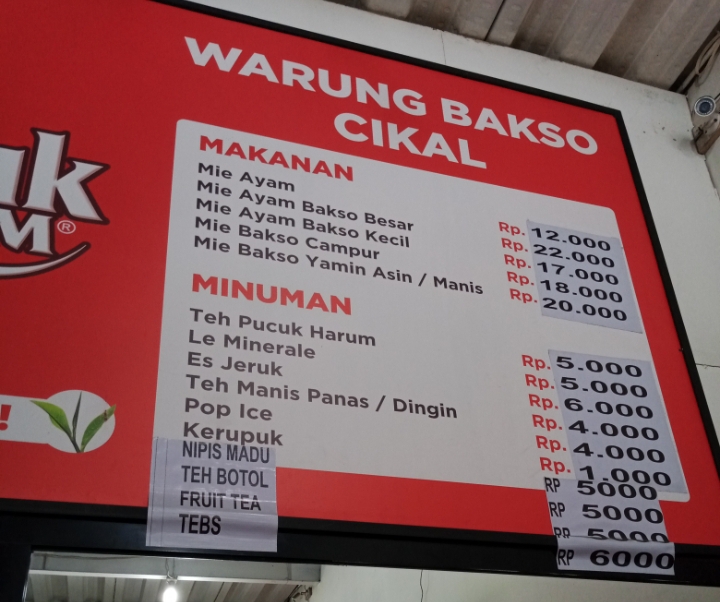 WARUNG BAKSO
CIKAL
MAKANAN
Mie Ayam Rp. 12.000
Mie Ayam Bakso Besar Rp. 22.000
Mie Ayam Bakso Kecil Rp. 17.000
Mie Bakso Campur Rp. 18.000
Mie Bakso Yamin Asin / Manis Rp. 20.000
MINUMAN
Teh Pucuk Harum Rp. 5.000
Le Minerale Rp. 5.000
Es Jeruk Rp. 6.000
Teh Manis Panas / Dingin Rp. 4.000
Pop Ice Rp. 4.000
Kerupuk Rp. 1.000
NIPIS MADU RP 5000
TEH BOTOL RP 5000
FRUIT TEA RP 5000
TEBS RP 6000